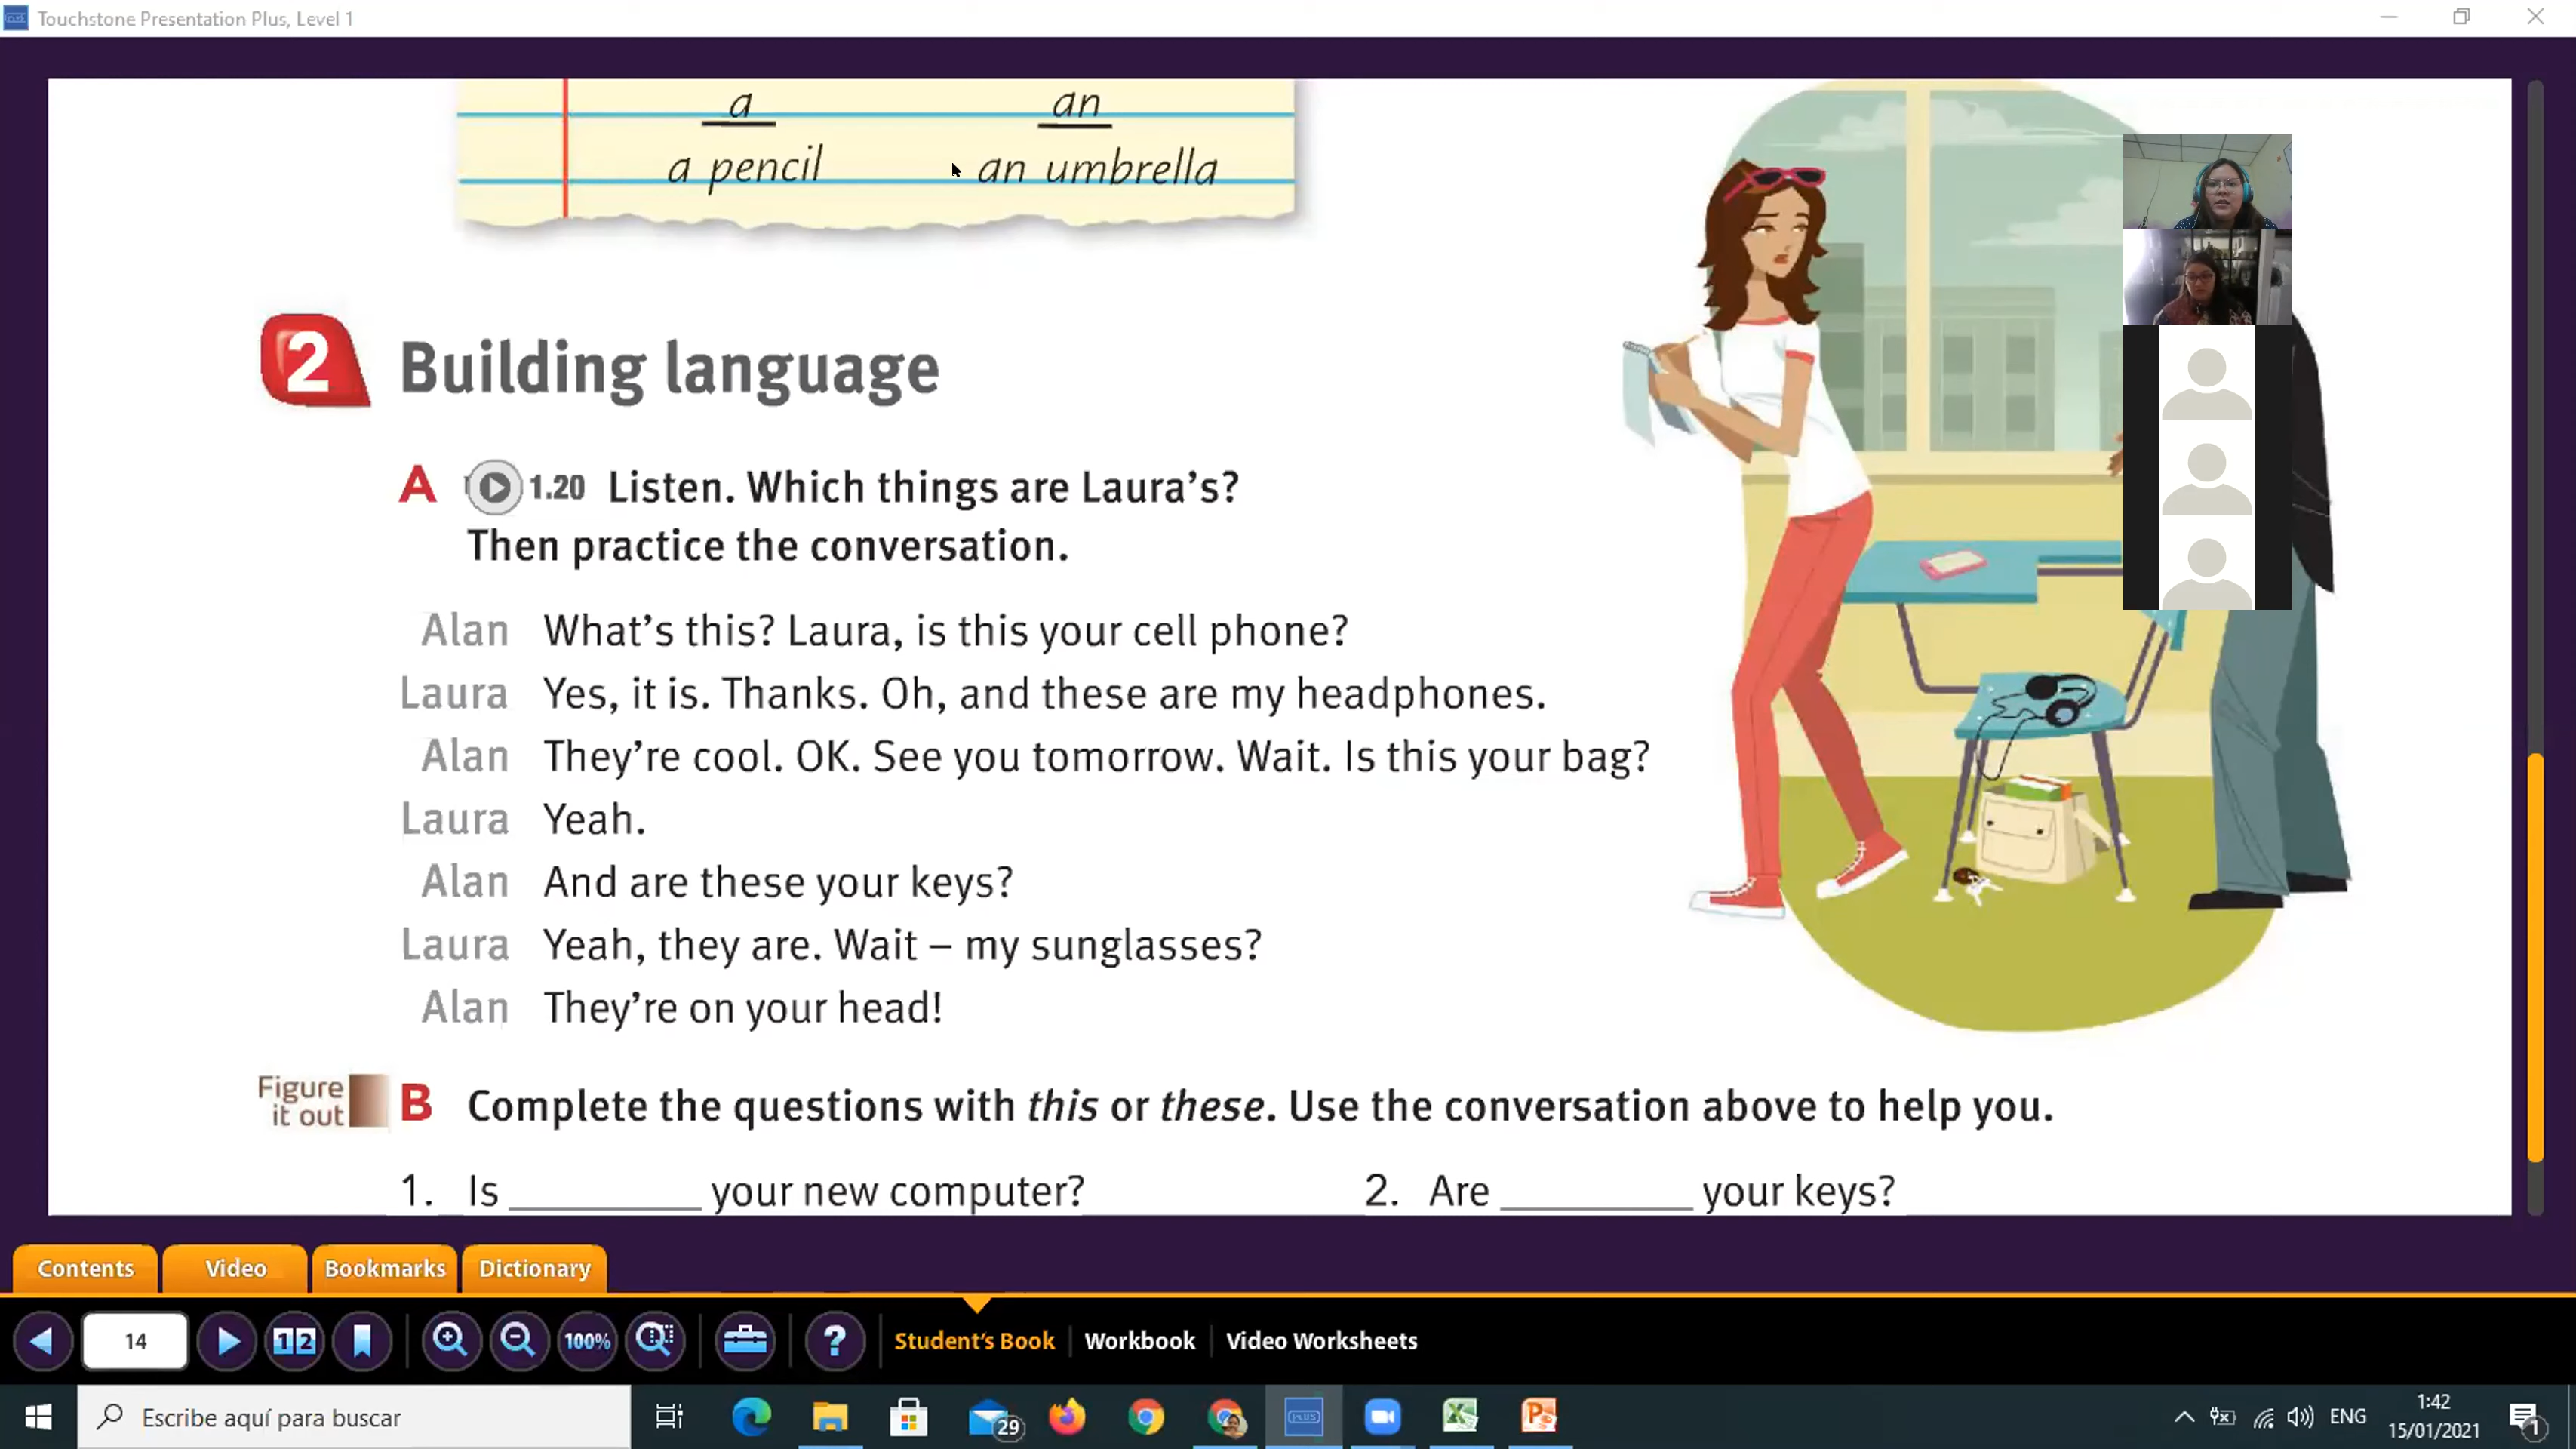 Touchstone Presentation Plus, Level 1
a an
a pencil an umbrella
2 Building language
A 1.20 Listen. Which things are Laura's?
Then practice the conversation.
Alan What's this? Laura, is this your cell phone?
Laura Yes, it is. Thanks. Oh, and these are my headphones.
Alan They're cool. OK. See you tomorrow. Wait. Is this your bag?
Laura Yeah.
Alan And are these your keys?
Laura Yeah, they are. Wait – my sunglasses?
Alan They're on your head!
Figure it out B Complete the questions with this or these. Use the conversation above to help you.
1. Is ________ your new computer? 2. Are ________ your keys?
Contents Video Bookmarks Dictionary
14 12 100% ? Student's Book Workbook Video Worksheets
Escribe aquí para buscar 29 ENG 1:42
15/01/2021 1